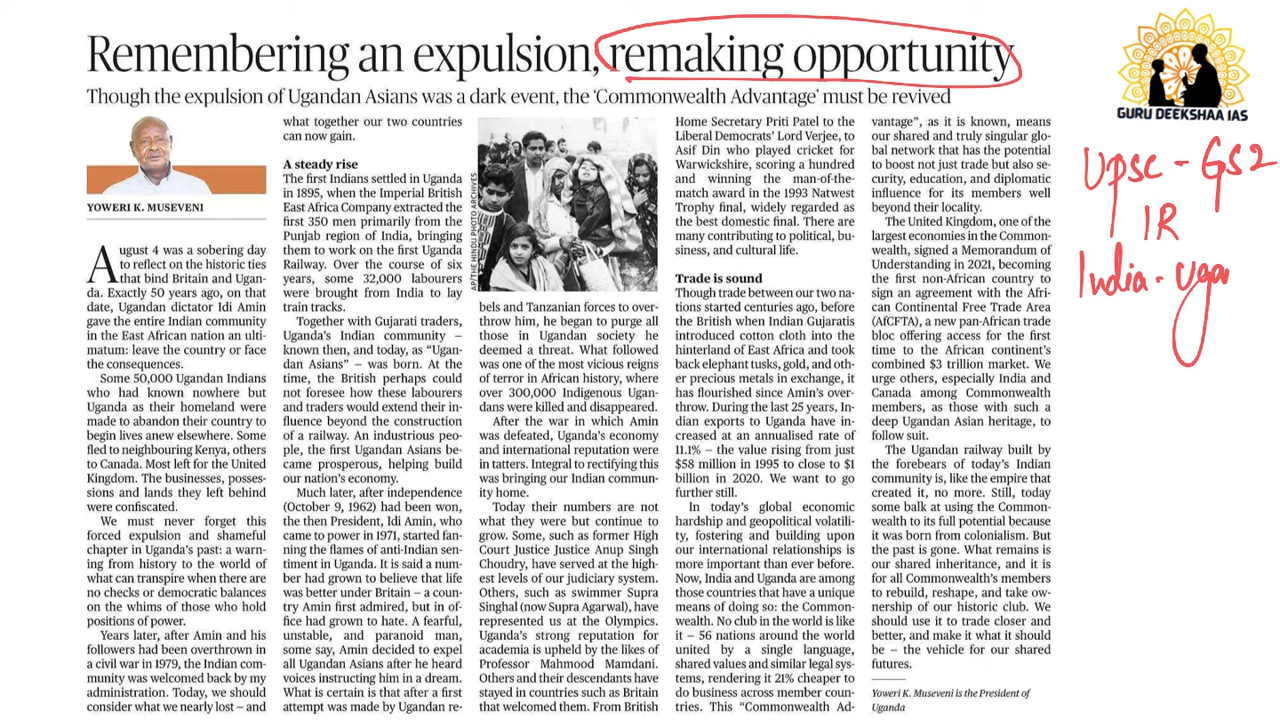 Remembering an expulsion, remaking opportunity
Though the expulsion of Ugandan Asians was a dark event, the ‘Commonwealth Advantage’ must be revived
YOWERI K. MUSEVENI
August 4 was a sobering day
to reflect on the historic ties
that bind Britain and Ugan-
da. Exactly 50 years ago, on that
date, Ugandan dictator Idi Amin
gave the entire Indian community
in the East African nation an ulti-
matum: leave the country or face
the consequences.
Some 50,000 Ugandan Indians
who had known nowhere but
Uganda as their homeland were
made to abandon their country to
begin lives anew elsewhere. Some
fled to neighbouring Kenya, others
to Canada. Most left for the United
Kingdom. The businesses, posses-
sions and lands they left behind
were confiscated.
We must never forget this
forced expulsion and shameful
chapter in Uganda's past: a warn-
ing from history to the world of
what can transpire when there are
no checks or democratic balances
on the whims of those who hold
positions of power.
Years later, after Amin and his
followers had been overthrown in
a civil war in 1979, the Indian com-
munity was welcomed back by my
administration. Today, we should
consider what we nearly lost – and
what together our two countries
can now gain.
A steady rise
The first Indians settled in Uganda
in 1895, when the Imperial British
East Africa Company extracted the
first 350 men primarily from the
Punjab region of India, bringing
them to work on the first Uganda
Railway. Over the course of six
years, some 32,000 labourers
were brought from India to lay
train tracks.
Together with Gujarati traders,
Uganda's Indian community –
known then, and today, as “Ugan-
dan Asians” – was born. At the
time, the British perhaps could
not foresee how these labourers
and traders would extend their in-
fluence beyond the construction
of a railway. An industrious peo-
ple, the first Ugandan Asians be-
came prosperous, helping build
our nation's economy.
Much later, after independence
(October 9, 1962) had been won,
the then President, Idi Amin, who
came to power in 1971, started fan-
ning the flames of anti-Indian sen-
timent in Uganda. It is said a num-
ber had grown to believe that life
was better under Britain – a coun-
try Amin first admired, but in of-
fice had grown to hate. A fearful,
unstable, and paranoid man,
some say, Amin decided to expel
all Ugandan Asians after he heard
voices instructing him in a dream.
What is certain is that after a first
attempt was made by Ugandan re-
AP/THE HINDU PHOTO ARCHIVES
bels and Tanzanian forces to over-
throw him, he began to purge all
those in Ugandan society he
deemed a threat. What followed
was one of the most vicious reigns
of terror in African history, where
over 300,000 Indigenous Ugan-
dans were killed and disappeared.
After the war in which Amin
was defeated, Uganda's economy
and international reputation were
in tatters. Integral to rectifying this
was bringing our Indian commun-
ity home.
Today their numbers are not
what they were but continue to
grow. Some, such as former High
Court Justice Justice Anup Singh
Choudry, have served at the high-
est levels of our judiciary system.
Others, such as swimmer Supra
Singhal (now Supra Agarwal), have
represented us at the Olympics.
Uganda's strong reputation for
academia is upheld by the likes of
Professor Mahmood Mamdani.
Others and their descendants have
stayed in countries such as Britain
that welcomed them. From British
Home Secretary Priti Patel to the
Liberal Democrats' Lord Verjee, to
Asif Din who played cricket for
Warwickshire, scoring a hundred
and winning the man-of-the-
match award in the 1993 Natwest
Trophy final, widely regarded as
the best domestic final. There are
many contributing to political, bu-
siness, and cultural life.
Trade is sound
Though trade between our two na-
tions started centuries ago, before
the British when Indian Gujaratis
introduced cotton cloth into the
hinterland of East Africa and took
back elephant tusks, gold, and oth-
er precious metals in exchange, it
has flourished since Amin's over-
throw. During the last 25 years, In-
dian exports to Uganda have in-
creased at an annualised rate of
11.1% – the value rising from just
$58 million in 1995 to close to $1
billion in 2020. We want to go
further still.
In today's global economic
hardship and geopolitical volatili-
ty, fostering and building upon
our international relationships is
more important than ever before.
Now, India and Uganda are among
those countries that have a unique
means of doing so: the Common-
wealth. No club in the world is like
it – 56 nations around the world
united by a single language,
shared values and similar legal sys-
tems, rendering it 21% cheaper to
do business across member coun-
tries. This “Commonwealth Ad-
vantage”, as it is known, means
our shared and truly singular glo-
bal network that has the potential
to boost not just trade but also se-
curity, education, and diplomatic
influence for its members well
beyond their locality.
The United Kingdom, one of the
largest economies in the Common-
wealth, signed a Memorandum of
Understanding in 2021, becoming
the first non-African country to
sign an agreement with the Afri-
can Continental Free Trade Area
(AfCFTA), a new pan-African trade
bloc offering access for the first
time to the African continent's
combined $3 trillion market. We
urge others, especially India and
Canada among Commonwealth
members, as those with such a
deep Ugandan Asian heritage, to
follow suit.
The Ugandan railway built by
the forebears of today's Indian
community is, like the empire that
created it, no more. Still, today
some balk at using the Common-
wealth to its full potential because
it was born from colonialism. But
the past is gone. What remains is
our shared inheritance, and it is
for all Commonwealth's members
to rebuild, reshape, and take ow-
nership of our historic club. We
should use it to trade closer and
better, and make it what it should
be – the vehicle for our shared
futures.
Yoweri K. Museveni is the President of
Uganda
GURU DEEKSHAA IAS
Upsc - GS2
IR
India - Ugan